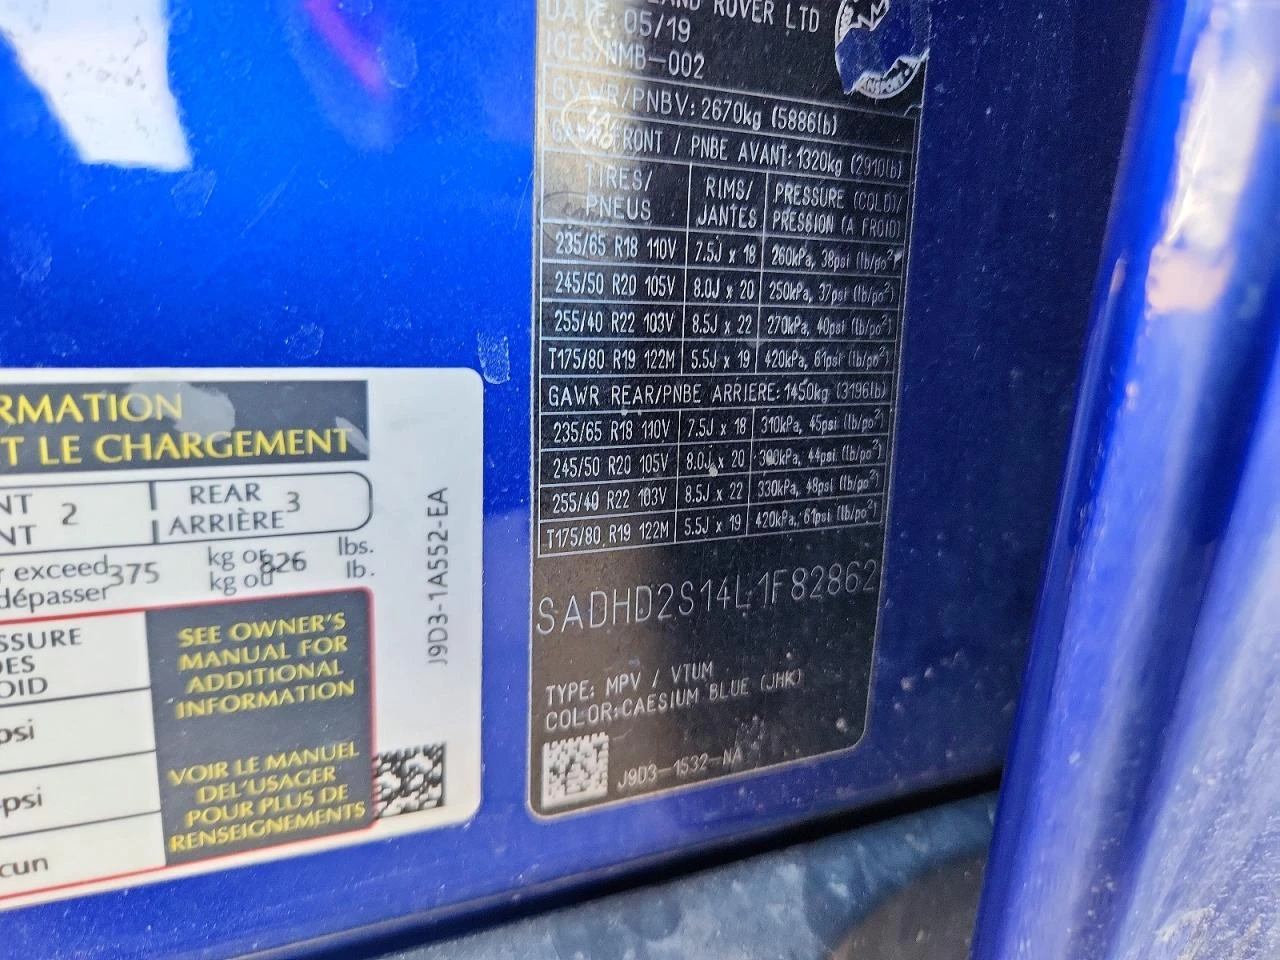 LAND ROVER LTD
DATE: 05/19
ICES/NMB-002
ANSPORT
GVWR/PNBV: 2670kg (5886lb)
GAWR FRONT / PNBE AVANT: 1320kg (2910lb)
TIRES/ RIMS/ PRESSURE (COLD)/
PNEUS JANTES PRESSION (A FROID)
235/65 R18 110V 7.5J x 18 260kPa, 38psi (lb/po²)
245/50 R20 105V 8.0J x 20 250kPa, 37psi (lb/po²)
255/40 R22 103V 8.5J x 22 270kPa, 40psi (lb/po²)
T175/80 R19 122M 5.5J x 19 420kPa, 61psi (lb/po²)
GAWR REAR/PNBE ARRIERE: 1450kg (3196lb)
235/65 R18 110V 7.5J x 18 310kPa, 45psi (lb/po²)
245/50 R20 105V 8.0J x 20 300kPa, 44psi (lb/po²)
255/40 R22 103V 8.5J x 22 330kPa, 48psi (lb/po²)
T175/80 R19 122M 5.5J x 19 420kPa, 61psi (lb/po²)
SADHD2S14L1F82862
TYPE: MPV / VTUM
COLOR:CAESIUM BLUE (JHK)
J9D3-1532-NA
RMATION
T LE CHARGEMENT
NT 2 REAR 3
NT ARRIÈRE
r exceed 375 kg or 826 lbs.
dépasser kg ou lb.
SSURE
DES
OID
psi
psi
cun
SEE OWNER'S
MANUAL FOR
ADDITIONAL
INFORMATION
VOIR LE MANUEL
DEL'USAGER
POUR PLUS DE
RENSEIGNEMENTS
J9D3-1A552-EA